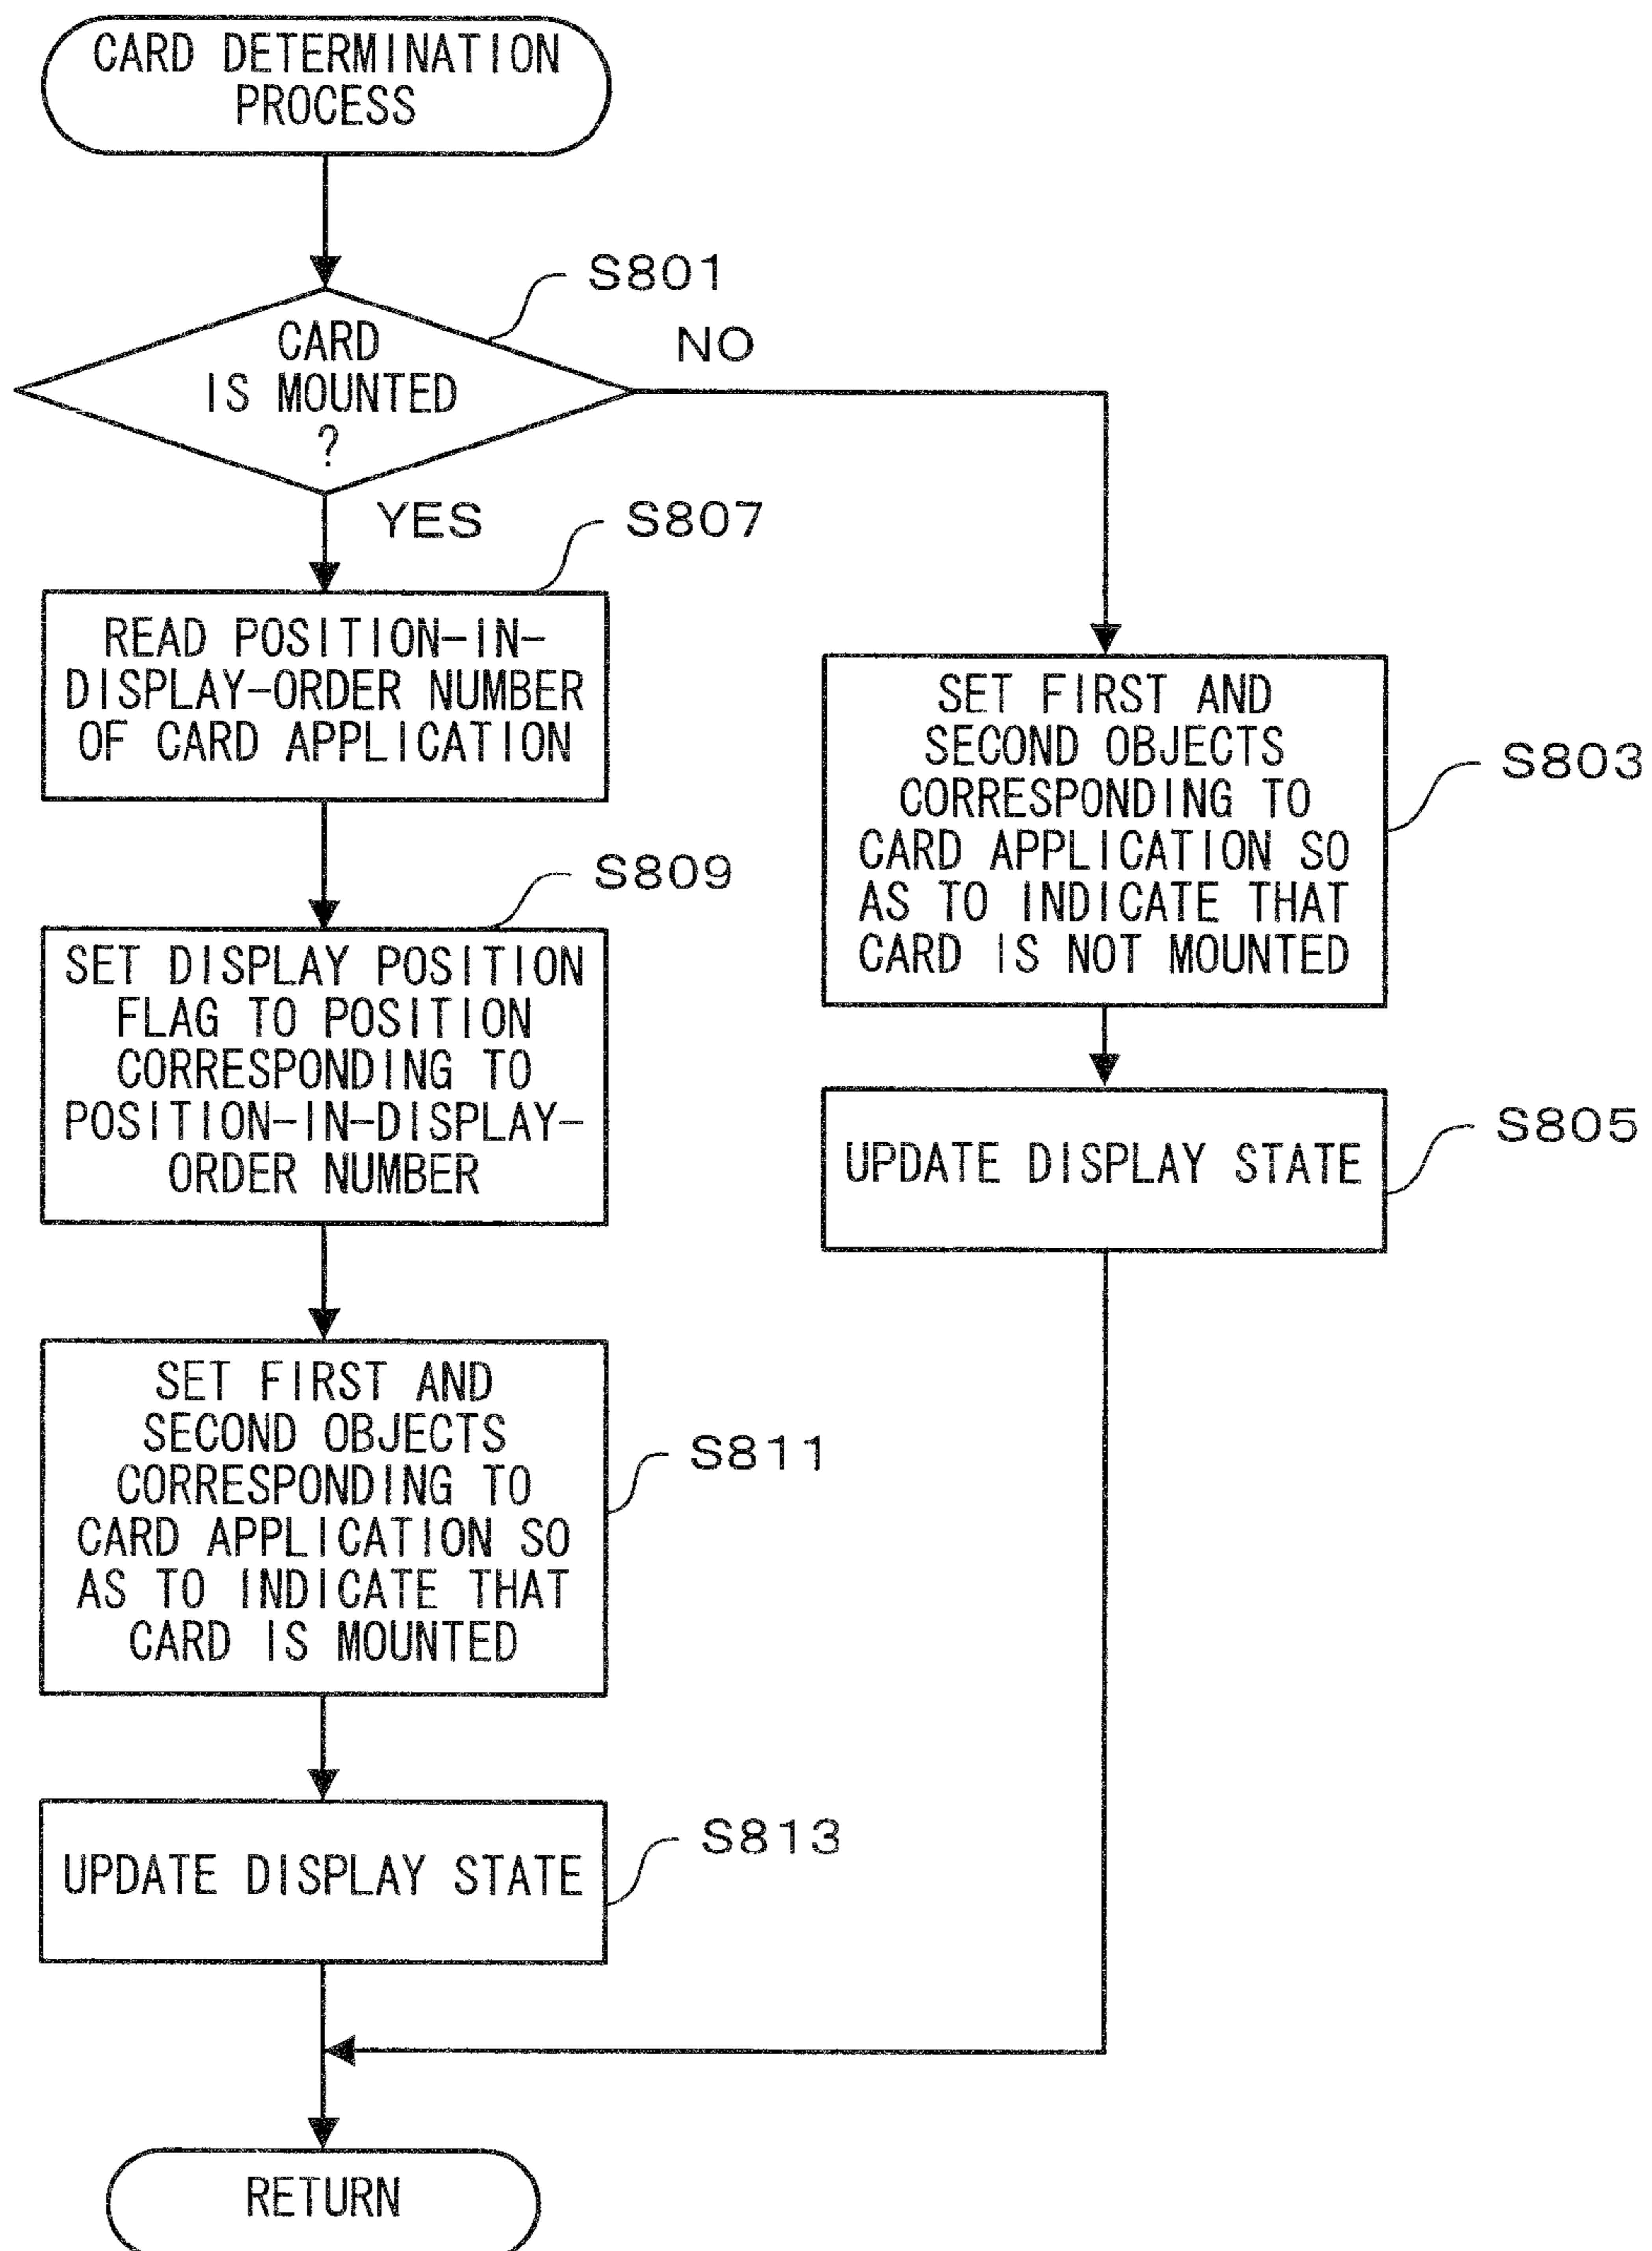 CARD DETERMINATION
PROCESS
S801
CARD
IS MOUNTED
?
NO
YES
S807
READ POSITION-IN-
DISPLAY-ORDER NUMBER
OF CARD APPLICATION
SET FIRST AND
SECOND OBJECTS
CORRESPONDING TO
CARD APPLICATION SO
AS TO INDICATE THAT
CARD IS NOT MOUNTED
S803
S809
SET DISPLAY POSITION
FLAG TO POSITION
CORRESPONDING TO
POSITION-IN-DISPLAY-
ORDER NUMBER
UPDATE DISPLAY STATE
S805
SET FIRST AND
SECOND OBJECTS
CORRESPONDING TO
CARD APPLICATION SO
AS TO INDICATE THAT
CARD IS MOUNTED
S811
UPDATE DISPLAY STATE
S813
RETURN